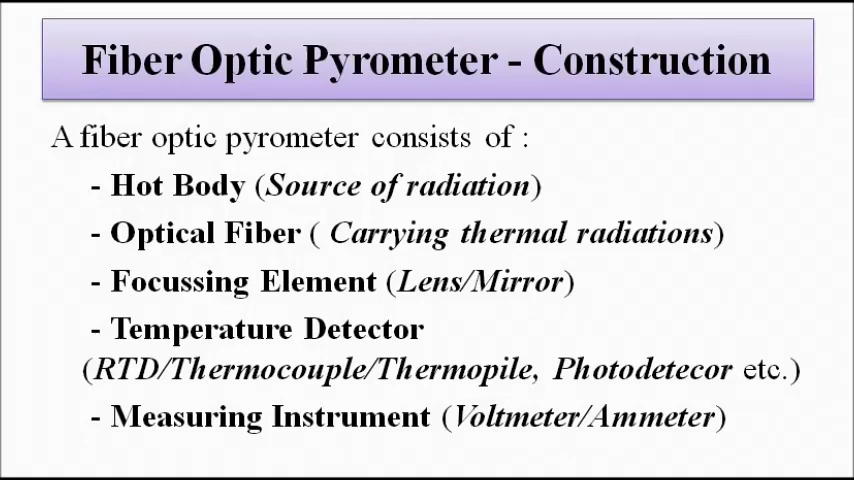 Fiber Optic Pyrometer - Construction
A fiber optic pyrometer consists of :
- Hot Body (Source of radiation)
- Optical Fiber ( Carrying thermal radiations)
- Focussing Element (Lens/Mirror)
- Temperature Detector
(RTD/Thermocouple/Thermopile, Photodetecor etc.)
- Measuring Instrument (Voltmeter/Ammeter)